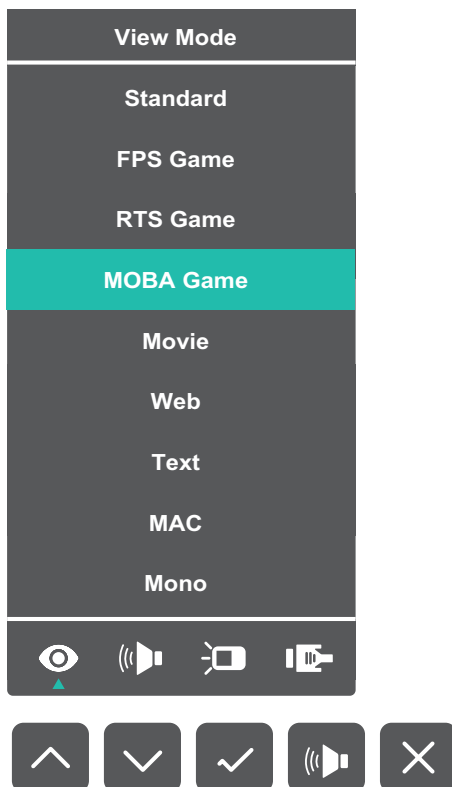 View Mode
Standard
FPS Game
RTS Game
MOBA Game
Movie
Web
Text
MAC
Mono